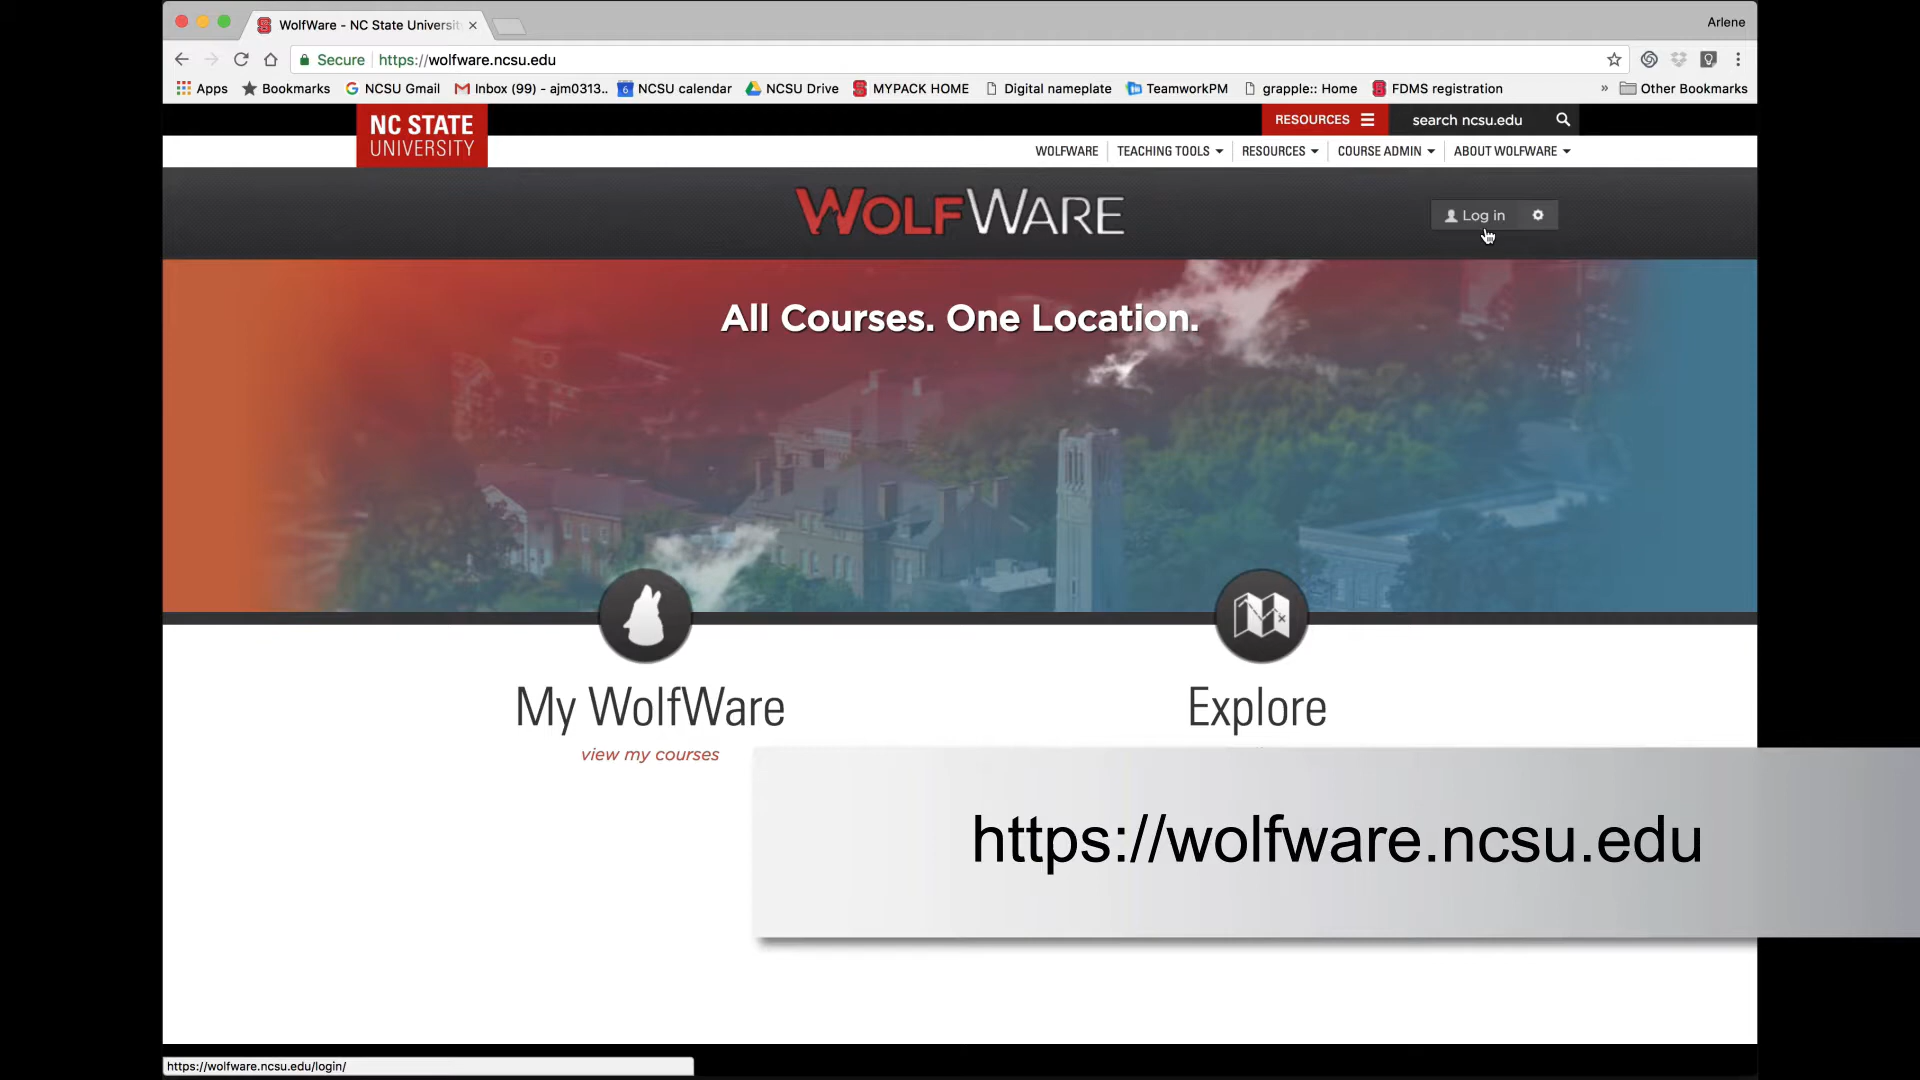 WolfWare - NC State Universit
Arlene
Secure https://wolfware.ncsu.edu
Apps Bookmarks NCSU Gmail Inbox (99) - ajm0313.. NCSU calendar NCSU Drive MYPACK HOME Digital nameplate TeamworkPM grapple:: Home FDMS registration » Other Bookmarks
NC STATE
UNIVERSITY
RESOURCES search ncsu.edu
WOLFWARE TEACHING TOOLS RESOURCES COURSE ADMIN ABOUT WOLFWARE
WOLFWARE
Log in
All Courses. One Location.
My WolfWare
Explore
view my courses
https://wolfware.ncsu.edu
https://wolfware.ncsu.edu/login/